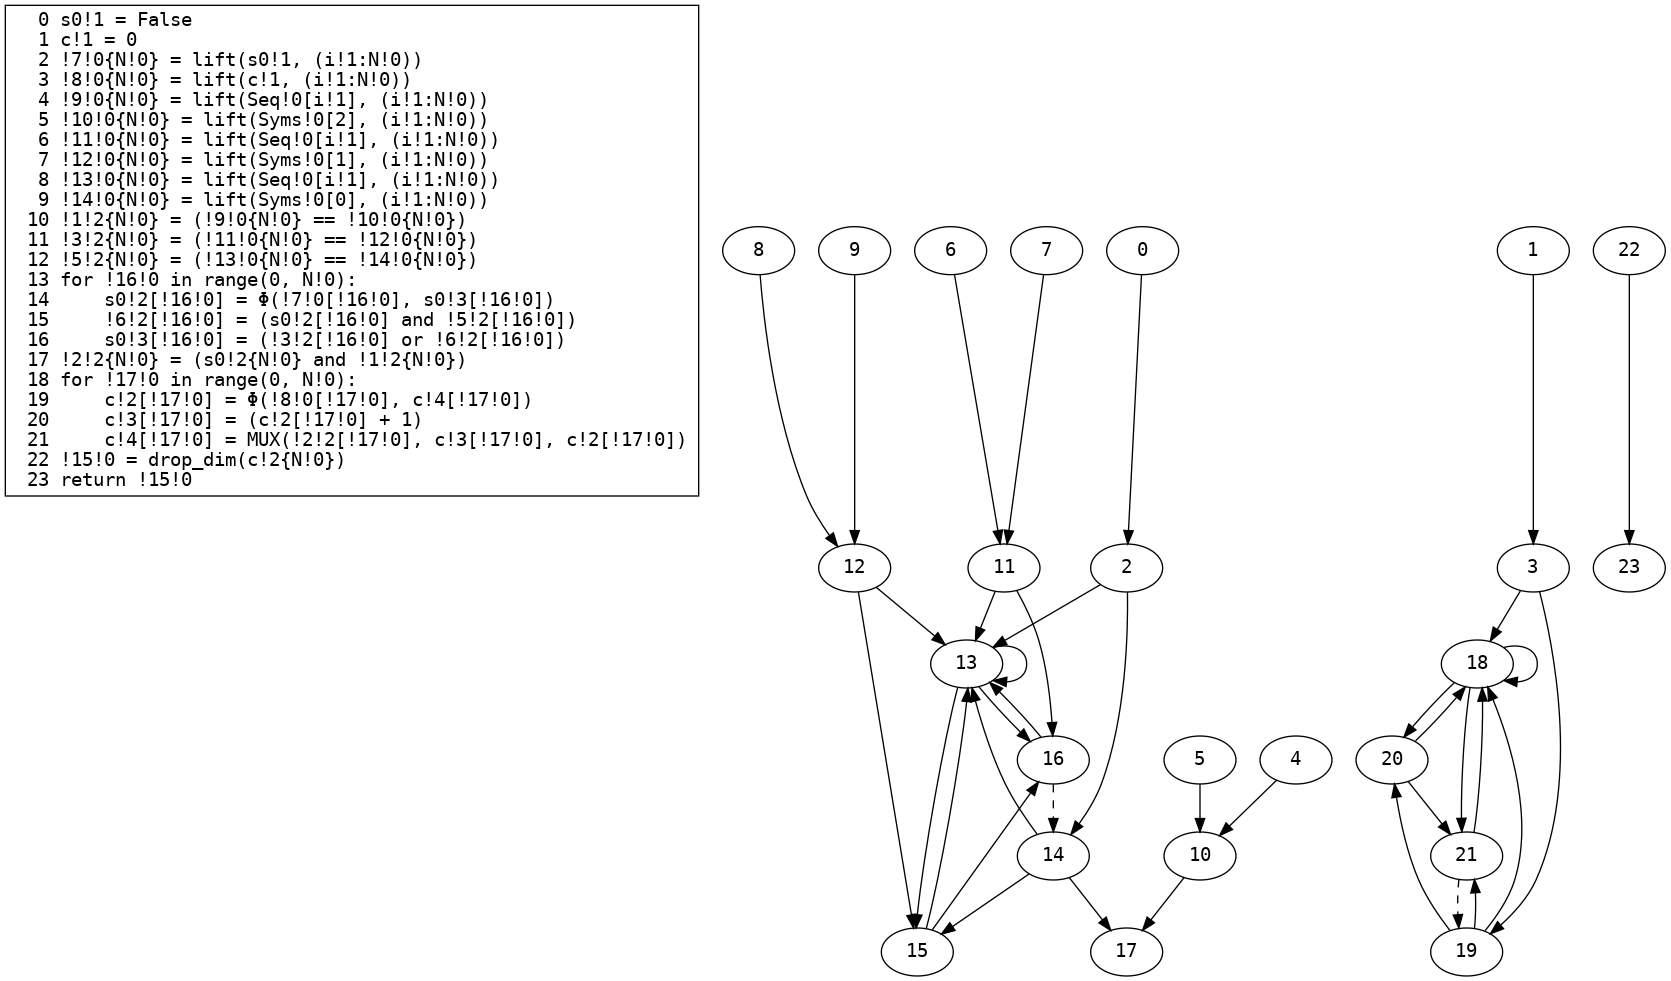 0 s0!1 = False
1 c!1 = 0
2 !7!0{N!0} = lift(s0!1, (i!1:N!0))
3 !8!0{N!0} = lift(c!1, (i!1:N!0))
4 !9!0{N!0} = lift(Seq!0[i!1], (i!1:N!0))
5 !10!0{N!0} = lift(Syms!0[2], (i!1:N!0))
6 !11!0{N!0} = lift(Seq!0[i!1], (i!1:N!0))
7 !12!0{N!0} = lift(Syms!0[1], (i!1:N!0))
8 !13!0{N!0} = lift(Seq!0[i!1], (i!1:N!0))
9 !14!0{N!0} = lift(Syms!0[0], (i!1:N!0))
10 !1!2{N!0} = (!9!0{N!0} == !10!0{N!0})
11 !3!2{N!0} = (!11!0{N!0} == !12!0{N!0})
12 !5!2{N!0} = (!13!0{N!0} == !14!0{N!0})
13 for !16!0 in range(0, N!0):
14     s0!2[!16!0] = Φ(!7!0[!16!0], s0!3[!16!0])
15     !6!2[!16!0] = (s0!2[!16!0] and !5!2[!16!0])
16     s0!3[!16!0] = (!3!2[!16!0] or !6!2[!16!0])
17 !2!2{N!0} = (s0!2{N!0} and !1!2{N!0})
18 for !17!0 in range(0, N!0):
19     c!2[!17!0] = Φ(!8!0[!17!0], c!4[!17!0])
20     c!3[!17!0] = (c!2[!17!0] + 1)
21     c!4[!17!0] = MUX(!2!2[!17!0], c!3[!17!0], c!2[!17!0])
22 !15!0 = drop_dim(c!2{N!0})
23 return !15!0
8 9 6 7 0 1 22
12 11 2 3 23
13 18
16 5 4 20
14 10 21
15 17 19